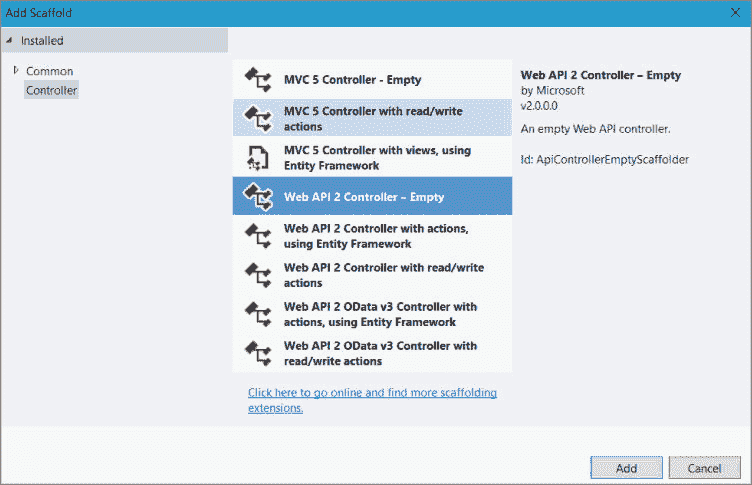 Add Scaffold
Installed
Common
Controller
MVC 5 Controller - Empty
MVC 5 Controller with read/write
actions
MVC 5 Controller with views, using
Entity Framework
Web API 2 Controller – Empty
Web API 2 Controller with actions,
using Entity Framework
Web API 2 Controller with read/write
actions
Web API 2 OData v3 Controller with
actions, using Entity Framework
Web API 2 OData v3 Controller with
read/write actions
Click here to go online and find more scaffolding
extensions.
Web API 2 Controller – Empty
by Microsoft
v2.0.0.0
An empty Web API controller.
Id: ApiControllerEmptyScaffolder
Add
Cancel